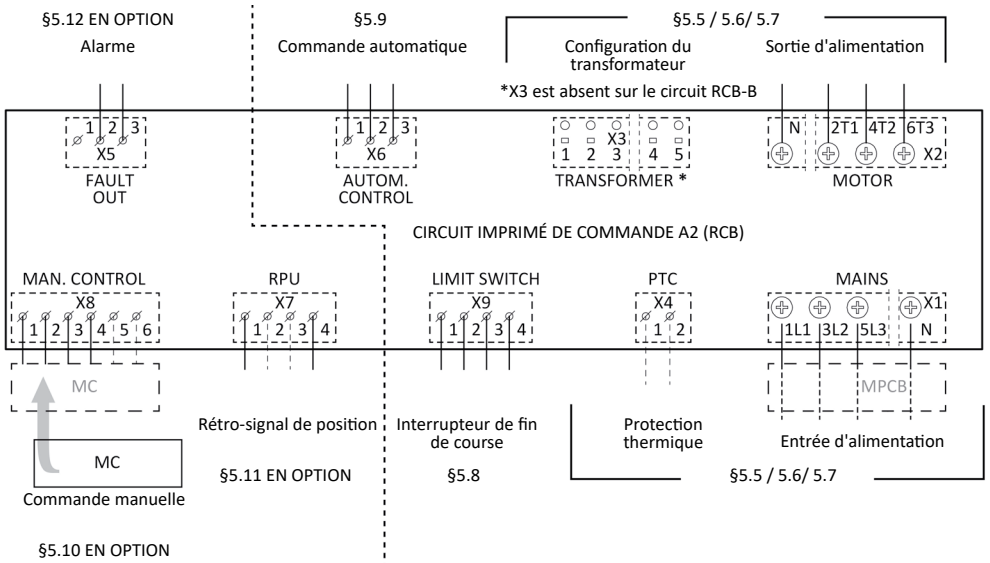 §5.12 EN OPTION
§5.9
§5.5 / 5.6/ 5.7
Alarme
Commande automatique
Configuration du
transformateur
Sortie d'alimentation
*X3 est absent sur le circuit RCB-B
1 2 3
X5
FAULT
OUT
1 2 3
X6
AUTOM.
CONTROL
X3
1 2 3 4 5
TRANSFORMER *
N 2T1 4T2 6T3
X2
MOTOR
CIRCUIT IMPRIMÉ DE COMMANDE A2 (RCB)
MAN. CONTROL
X8
1 2 3 4 5 6
RPU
X7
1 2 3 4
LIMIT SWITCH
X9
1 2 3 4
PTC
X4
1 2
MAINS
X1
1L1 3L2 5L3 N
MC
MPCB
MC
Commande manuelle
§5.10 EN OPTION
Rétro-signal de position
§5.11 EN OPTION
Interrupteur de fin
de course
§5.8
Protection
thermique
Entrée d'alimentation
§5.5 / 5.6/ 5.7